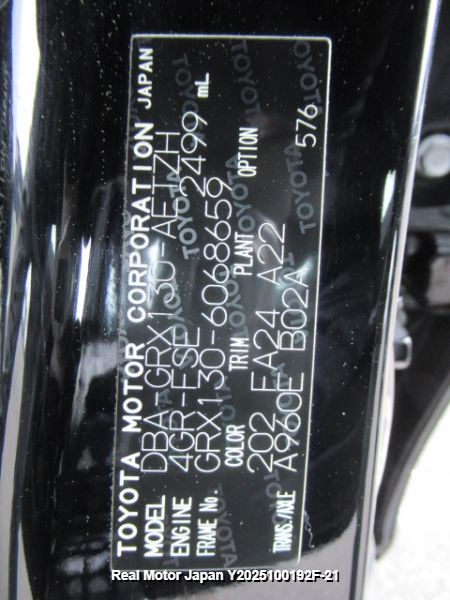 TOYOTA MOTOR CORPORATION JAPAN
MODEL DBA-GRX130-AETZH
ENGINE 4GR-FSE 2499 mL
FRAME No. GRX130-6068659
COLOR TRIM PLANT OPTION
202 FA24 A22
TRANS./AXLE A960E B02A 576
Real Motor Japan Y2025100192F-21